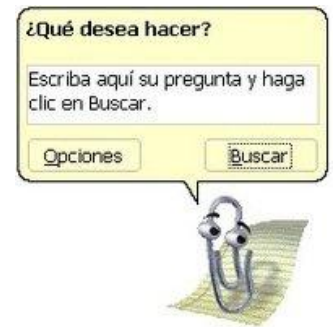 ¿Qué desea hacer?
Escriba aquí su pregunta y haga
clic en Buscar.
Opciones
Buscar